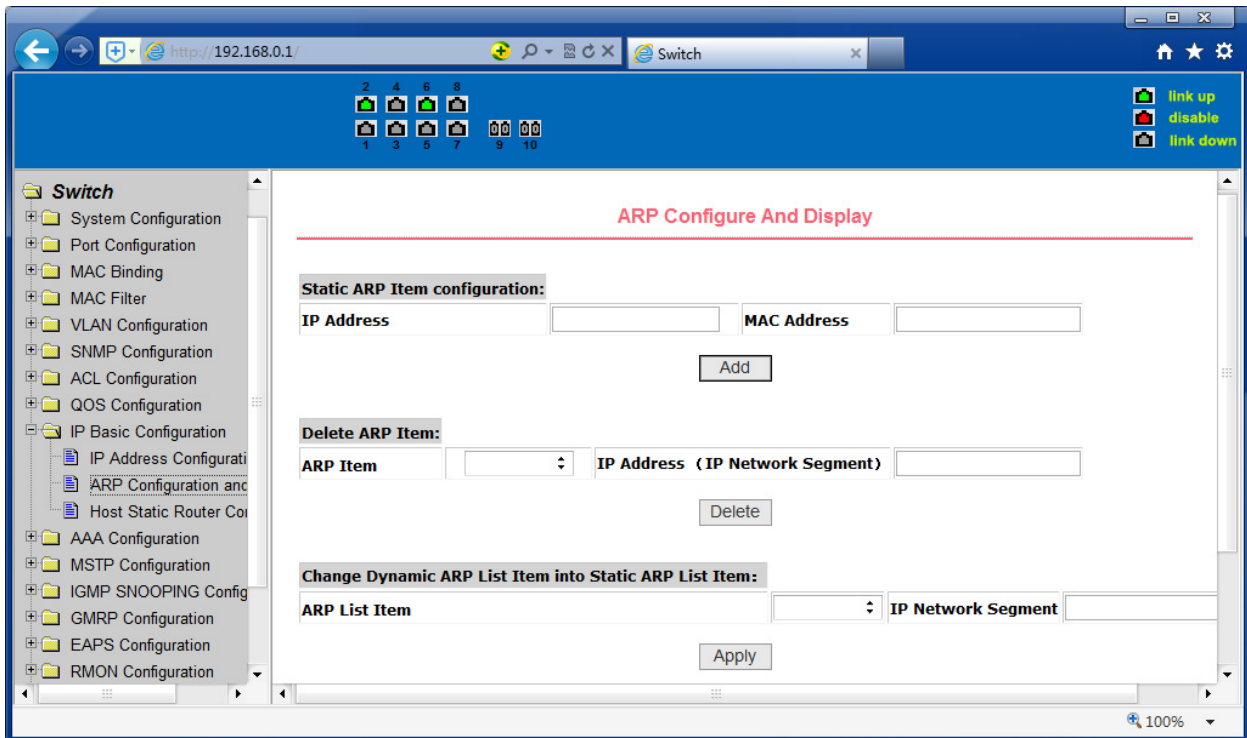 http://192.168.0.1/
Switch
2 4 6 8
1 3 5 7 9 10
link up
disable
link down
Switch
System Configuration
Port Configuration
MAC Binding
MAC Filter
VLAN Configuration
SNMP Configuration
ACL Configuration
QOS Configuration
IP Basic Configuration
IP Address Configurati
ARP Configuration and
Host Static Router Con
AAA Configuration
MSTP Configuration
IGMP SNOOPING Config
GMRP Configuration
EAPS Configuration
RMON Configuration
ARP Configure And Display
Static ARP Item configuration:
IP Address MAC Address
Add
Delete ARP Item:
ARP Item IP Address (IP Network Segment)
Delete
Change Dynamic ARP List Item into Static ARP List Item:
ARP List Item IP Network Segment
Apply
100%